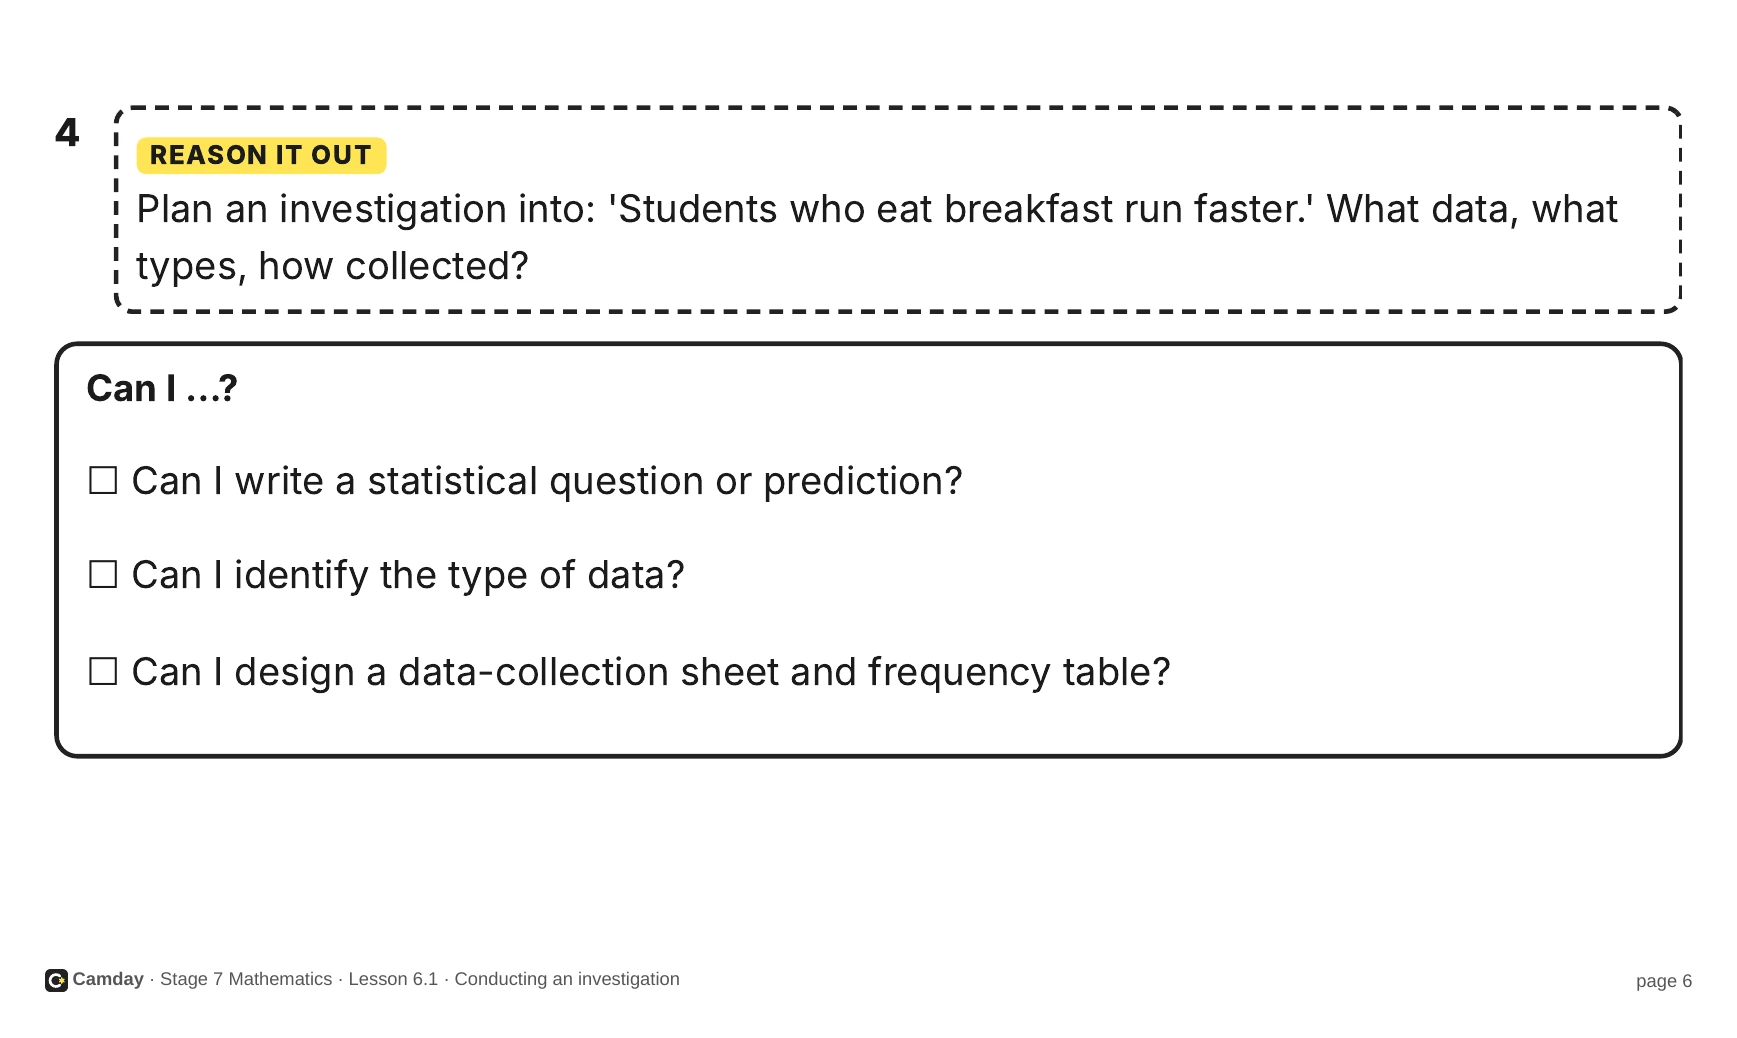 4
REASON IT OUT
Plan an investigation into: 'Students who eat breakfast run faster.' What data, what
types, how collected?
Can I ...?
☐ Can I write a statistical question or prediction?
☐ Can I identify the type of data?
☐ Can I design a data-collection sheet and frequency table?
Camday · Stage 7 Mathematics · Lesson 6.1 · Conducting an investigation
page 6